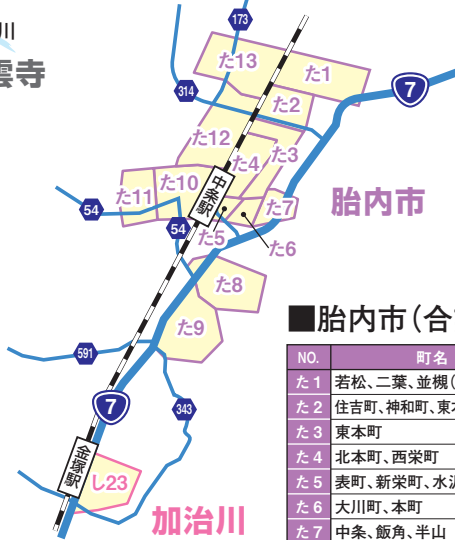 川
雲寺
173
た13
た1
7
314
た2
た12
た3
た4
中条駅
た11
た10
た7
胎内市
54
54
た5
た6
た8
た9
591
7
343
金塚駅
し23
加治川
■胎内市(合
NO. 町名
た1 若松、二葉、並槻(
た2 住吉町、神和町、東本
た3 東本町
た4 北本町、西栄町
た5 表町、新栄町、水沢
た6 大川町、本町
た7 中条、飯角、半山